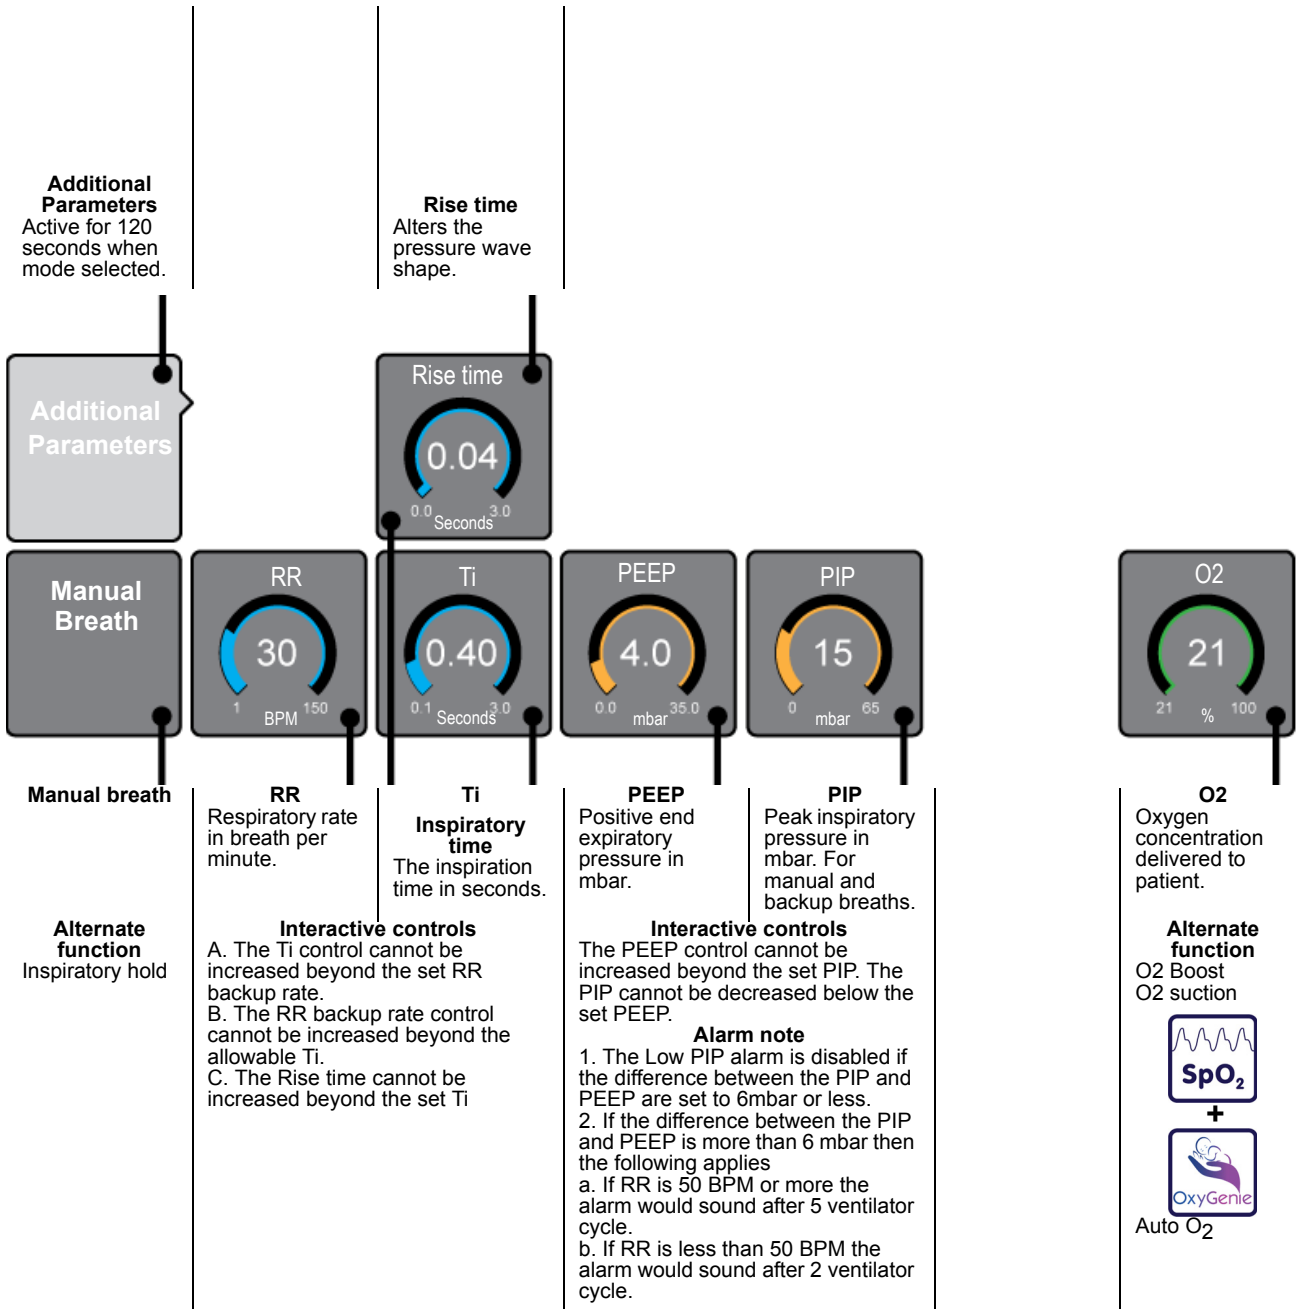 Additional
Parameters
Active for 120
seconds when
mode selected.
Rise time
Alters the
pressure wave
shape.
Additional
Parameters
Rise time
0.04
0.0
3.0
Seconds
Manual
Breath
RR
30
1
150
BPM
Ti
0.40
0.1
3.0
Seconds
PEEP
4.0
0.0
35.0
mbar
PIP
15
0
65
mbar
O2
21
21
100
%
Manual breath
Alternate
function
Inspiratory hold
RR
Respiratory rate
in breath per
minute.
Ti
Inspiratory
time
The inspiration
time in seconds.
Interactive controls
A. The Ti control cannot be
increased beyond the set RR
backup rate.
B. The RR backup rate control
cannot be increased beyond the
allowable Ti.
C. The Rise time cannot be
increased beyond the set Ti
PEEP
Positive end
expiratory
pressure in
mbar.
PIP
Peak inspiratory
pressure in
mbar. For
manual and
backup breaths.
Interactive controls
The PEEP control cannot be
increased beyond the set PIP. The
PIP cannot be decreased below the
set PEEP.
Alarm note
1. The Low PIP alarm is disabled if
the difference between the PIP and
PEEP are set to 6mbar or less.
2. If the difference between the PIP
and PEEP is more than 6 mbar then
the following applies
a. If RR is 50 BPM or more the
alarm would sound after 5 ventilator
cycle.
b. If RR is less than 50 BPM the
alarm would sound after 2 ventilator
cycle.
O2
Oxygen
concentration
delivered to
patient.
Alternate
function
O2 Boost
O2 suction
SpO₂
+
OxyGenie
Auto O₂